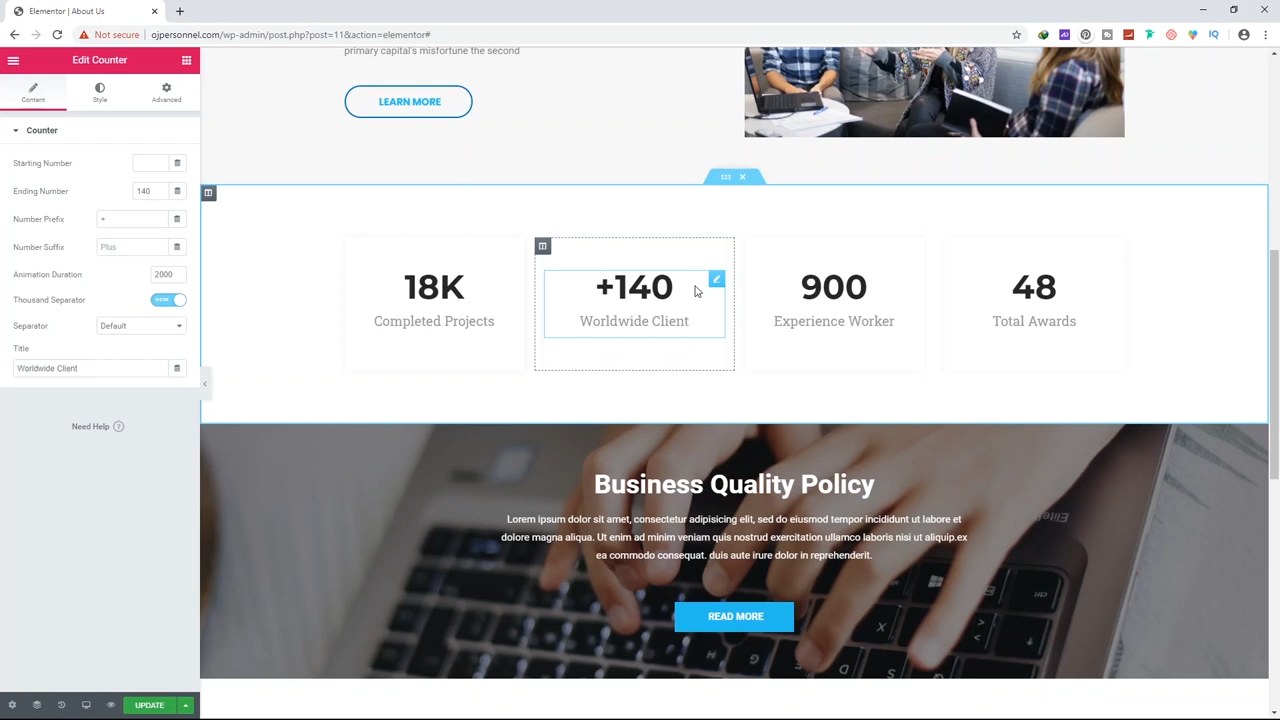 Elementor | About Us
Not secure | ojpersonnel.com/wp-admin/post.php?post=11&action=elementor#
Edit Counter
Content
Style
Advanced
Counter
Starting Number
Ending Number
140
Number Prefix
+
Number Suffix
Plus
Animation Duration
2000
Thousand Separator
SHOW
Separator
Default
Title
Worldwide Client
Need Help
UPDATE
primary capital's misfortune the second
LEARN MORE
18K
Completed Projects
+140
Worldwide Client
900
Experience Worker
48
Total Awards
Business Quality Policy
Lorem ipsum dolor sit amet, consectetur adipisicing elit, sed do eiusmod tempor incididunt ut labore et
dolore magna aliqua. Ut enim ad minim veniam quis nostrud exercitation ullamco laboris nisi ut aliquip.ex
ea commodo consequat. duis aute irure dolor in reprehenderit.
READ MORE